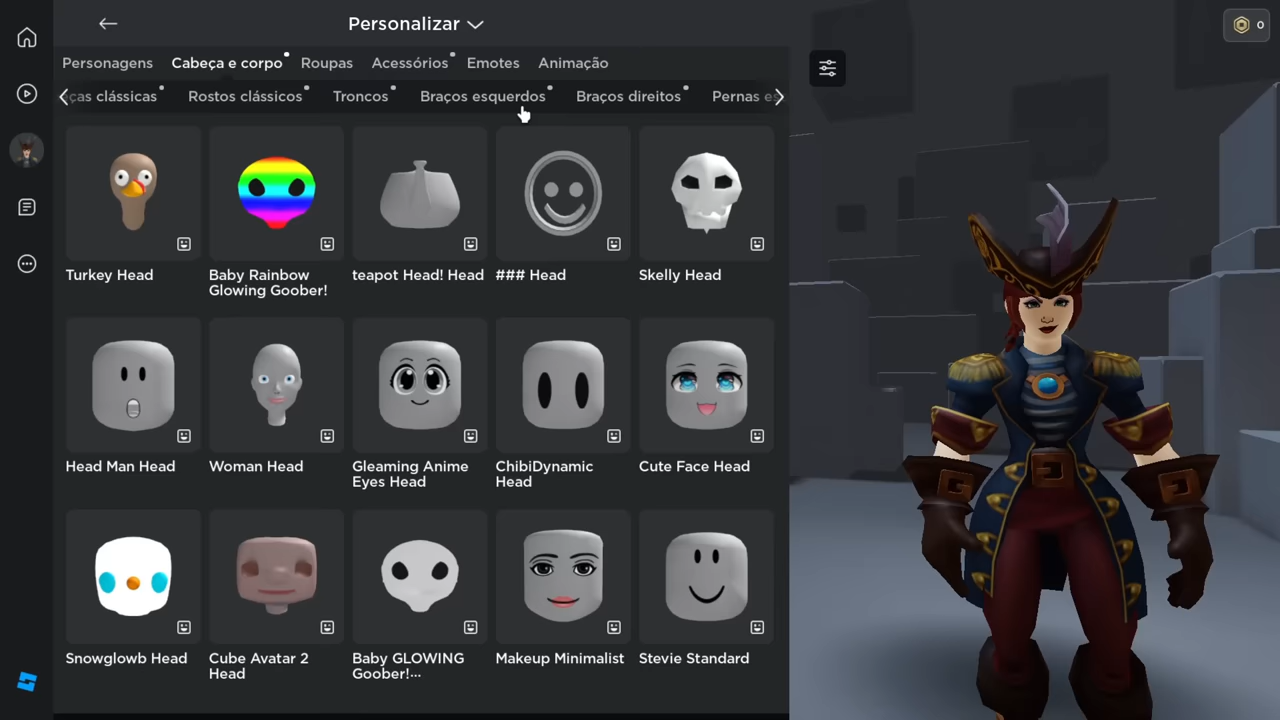 Personalizar
0
Personagens Cabeça e corpo Roupas Acessórios Emotes Animação
ças clássicas Rostos clássicos Troncos Braços esquerdos Braços direitos Pernas es
Turkey Head
Baby Rainbow
Glowing Goober!
teapot Head! Head
### Head
Skelly Head
Head Man Head
Woman Head
Gleaming Anime
Eyes Head
ChibiDynamic
Head
Cute Face Head
Snowglowb Head
Cube Avatar 2
Head
Baby GLOWING
Goober!...
Makeup Minimalist
Stevie Standard